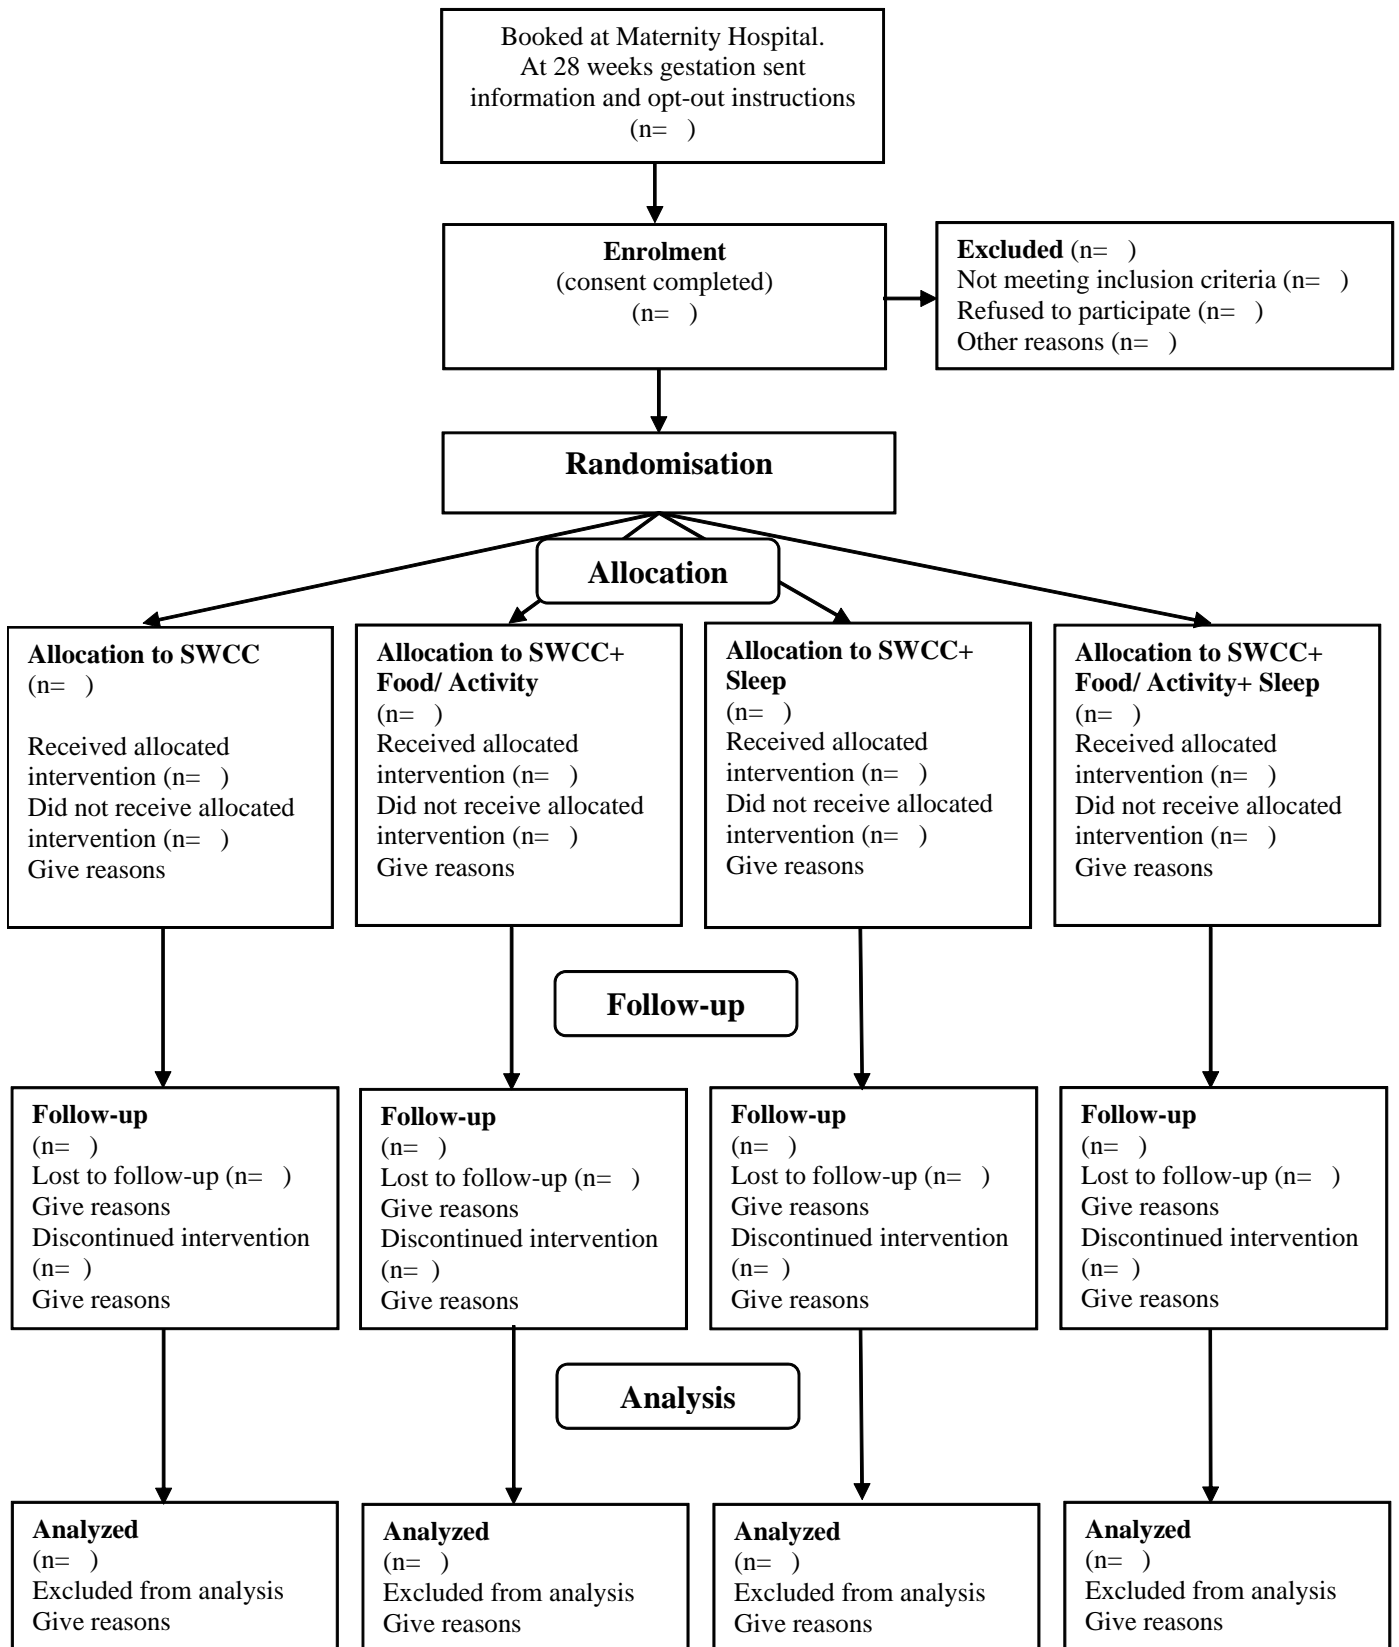 Booked at Maternity Hospital.
At 28 weeks gestation sent
information and opt-out instructions
(n=   )
Enrolment
(consent completed)
(n=   )
Excluded (n=   )
Not meeting inclusion criteria (n=   )
Refused to participate (n=   )
Other reasons (n=   )
Randomisation
Allocation
Allocation to SWCC
(n=   )
Received allocated
intervention (n=   )
Did not receive allocated
intervention (n=   )
Give reasons
Allocation to SWCC+
Food/ Activity
(n=   )
Received allocated
intervention (n=   )
Did not receive allocated
intervention (n=   )
Give reasons
Allocation to SWCC+
Sleep
(n=   )
Received allocated
intervention (n=   )
Did not receive allocated
intervention (n=   )
Give reasons
Allocation to SWCC+
Food/ Activity+ Sleep
(n=   )
Received allocated
intervention (n=   )
Did not receive allocated
intervention (n=   )
Give reasons
Follow-up
Follow-up
(n=   )
Lost to follow-up (n=   )
Give reasons
Discontinued intervention
(n=  )
Give reasons
Follow-up
(n=   )
Lost to follow-up (n=   )
Give reasons
Discontinued intervention
(n=  )
Give reasons
Follow-up
(n=   )
Lost to follow-up (n=   )
Give reasons
Discontinued intervention
(n=  )
Give reasons
Follow-up
(n=   )
Lost to follow-up (n=   )
Give reasons
Discontinued intervention
(n=  )
Give reasons
Analysis
Analyzed
(n=   )
Excluded from analysis
Give reasons
Analyzed
(n=   )
Excluded from analysis
Give reasons
Analyzed
(n=   )
Excluded from analysis
Give reasons
Analyzed
(n=   )
Excluded from analysis
Give reasons